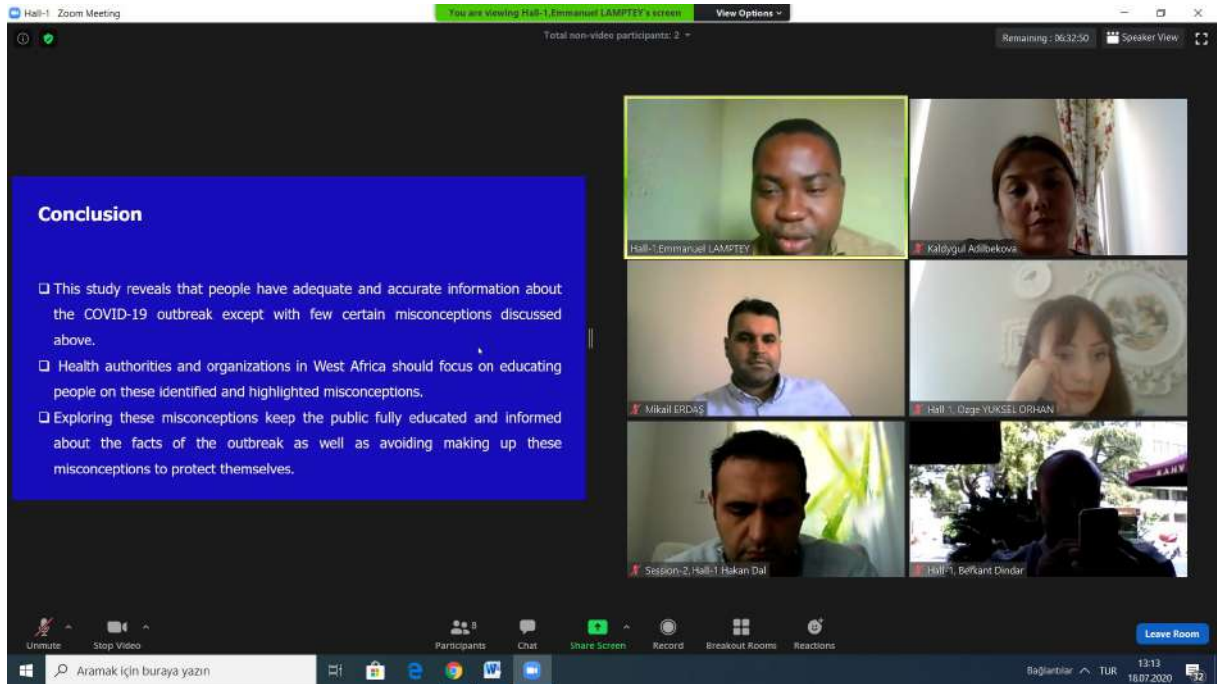 Hall-1 Zoom Meeting
You are viewing Hall-1,Emmanuel LAMPTEY's screen
View Options
Total non-video participants: 2
Remaining : 06:32:50
Speaker View
Conclusion
This study reveals that people have adequate and accurate information about
the COVID-19 outbreak except with few certain misconceptions discussed
above.
Health authorities and organizations in West Africa should focus on educating
people on these identified and highlighted misconceptions.
Exploring these misconceptions keep the public fully educated and informed
about the facts of the outbreak as well as avoiding making up these
misconceptions to protect themselves.
Hall-1,Emmanuel LAMPTEY
Kaldygul Adilbekova
Mikail ERDAŞ
Hall 1, Ozge YUKSEL ORHAN
Session-2, Hall-1 Hakan Dal
Hall-1, Berkant Dindar
KAHV
Unmute
Stop Video
Participants
8
Chat
Share Screen
Record
Breakout Rooms
Reactions
Leave Room
Aramak için buraya yazın
Bağlantılar
TUR
13:13
18.07.2020
32